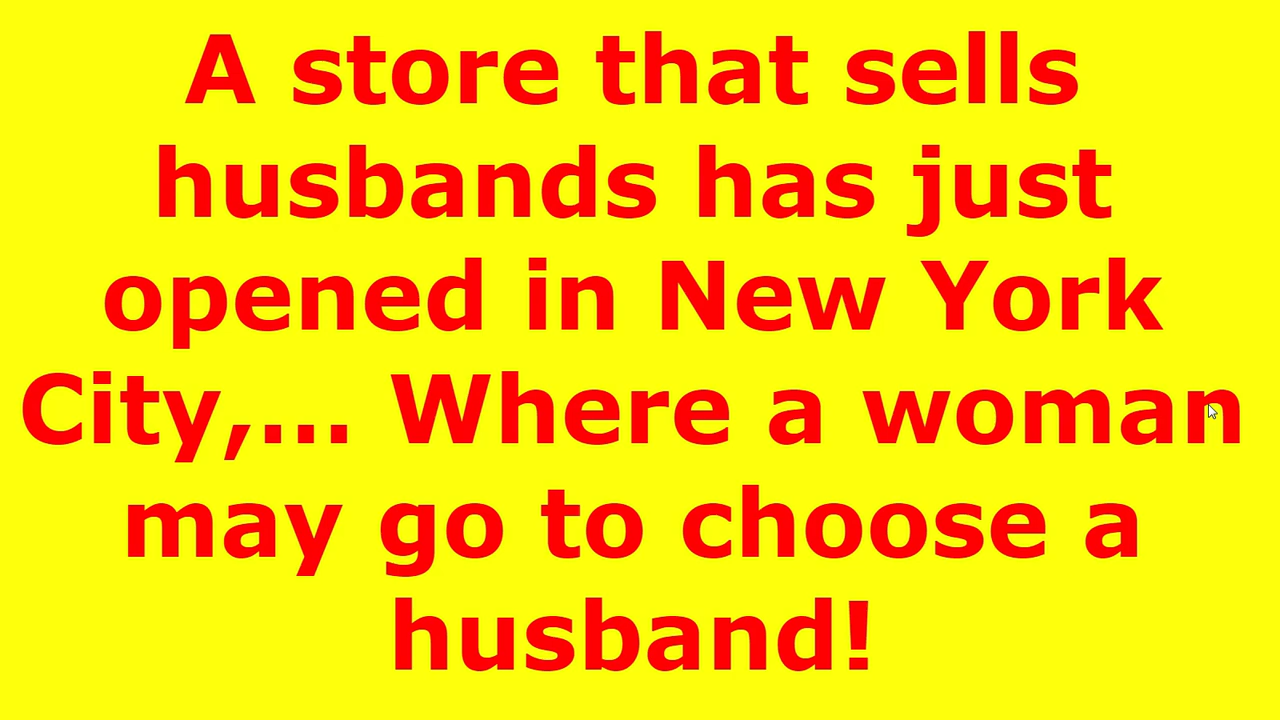 A store that sells
husbands has just
opened in New York
City,... Where a woman
may go to choose a
husband!